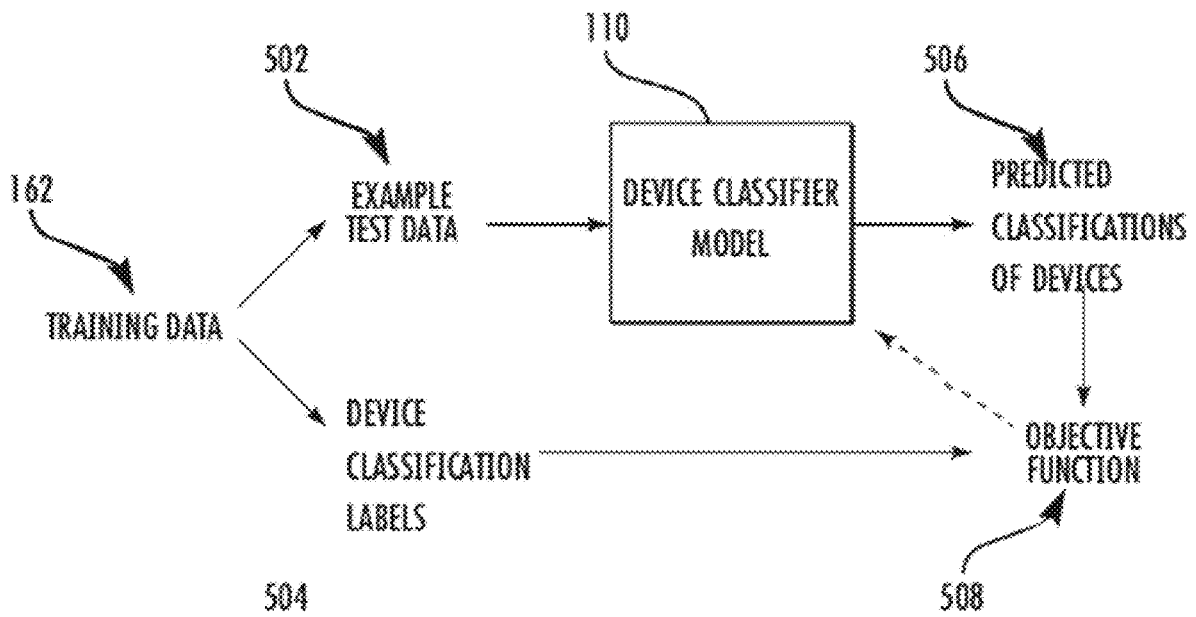 110
502
506
162
EXAMPLE
TEST DATA
DEVICE CLASSIFIER
MODEL
PREDICTED
CLASSIFICATIONS
OF DEVICES
TRAINING DATA
DEVICE
CLASSIFICATION
LABELS
OBJECTIVE
FUNCTION
504
508